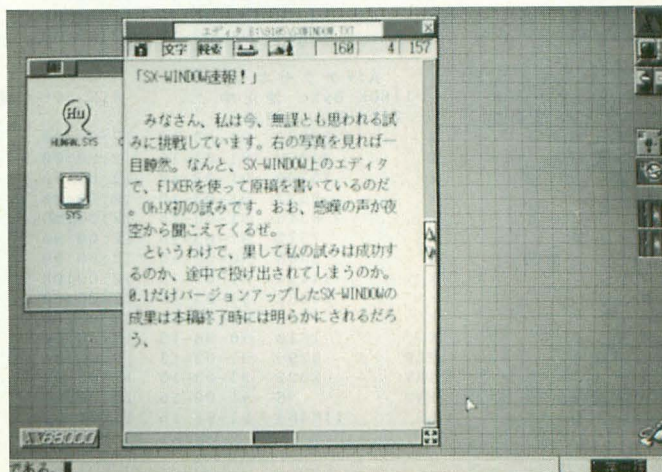 エディタ
文字 検索 160 4 157
「SX-WINDOW速報！」
みなさん、私は今、無謀とも思われる試
みに挑戦しています。右の写真を見れば一
目瞭然。なんと、SX-WINDOW上のエディタ
で、FIXERを使って原稿を書いているのだ
。Oh!X初の試みです。おお、感嘆の声が夜
空から聞こえてくるぜ。
というわけで、果して私の試みは成功す
るのか、途中で投げ出されてしまうのか。
0.1だけバージョンアップしたSX-WINDOWの
成果は本稿終了時には明らかにされるだろ
う、
Hu
HUMAN.SYS
SYS
X68000
である。